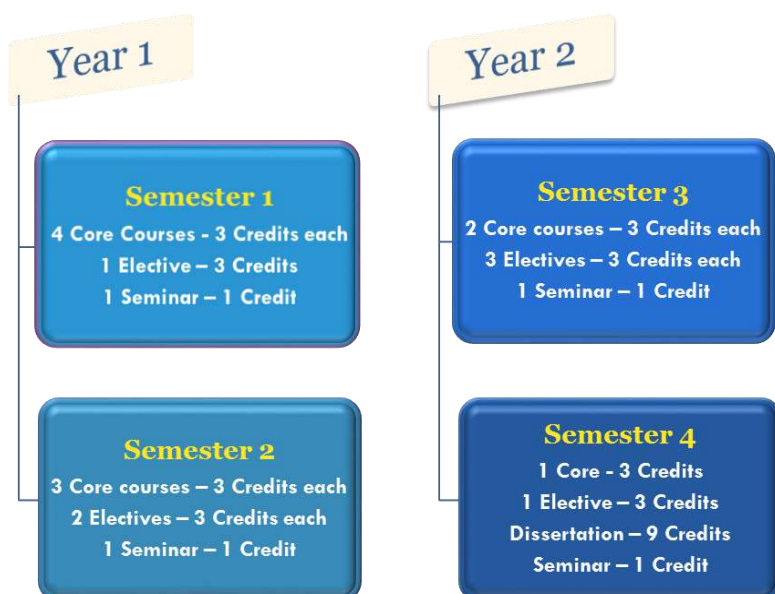 Year 1
Semester 1
4 Core Courses - 3 Credits each
1 Elective – 3 Credits
1 Seminar – 1 Credit
Semester 2
3 Core courses – 3 Credits each
2 Electives – 3 Credits each
1 Seminar – 1 Credit
Year 2
Semester 3
2 Core courses – 3 Credits each
3 Electives – 3 Credits each
1 Seminar – 1 Credit
Semester 4
1 Core - 3 Credits
1 Elective – 3 Credits
Dissertation – 9 Credits
Seminar – 1 Credit